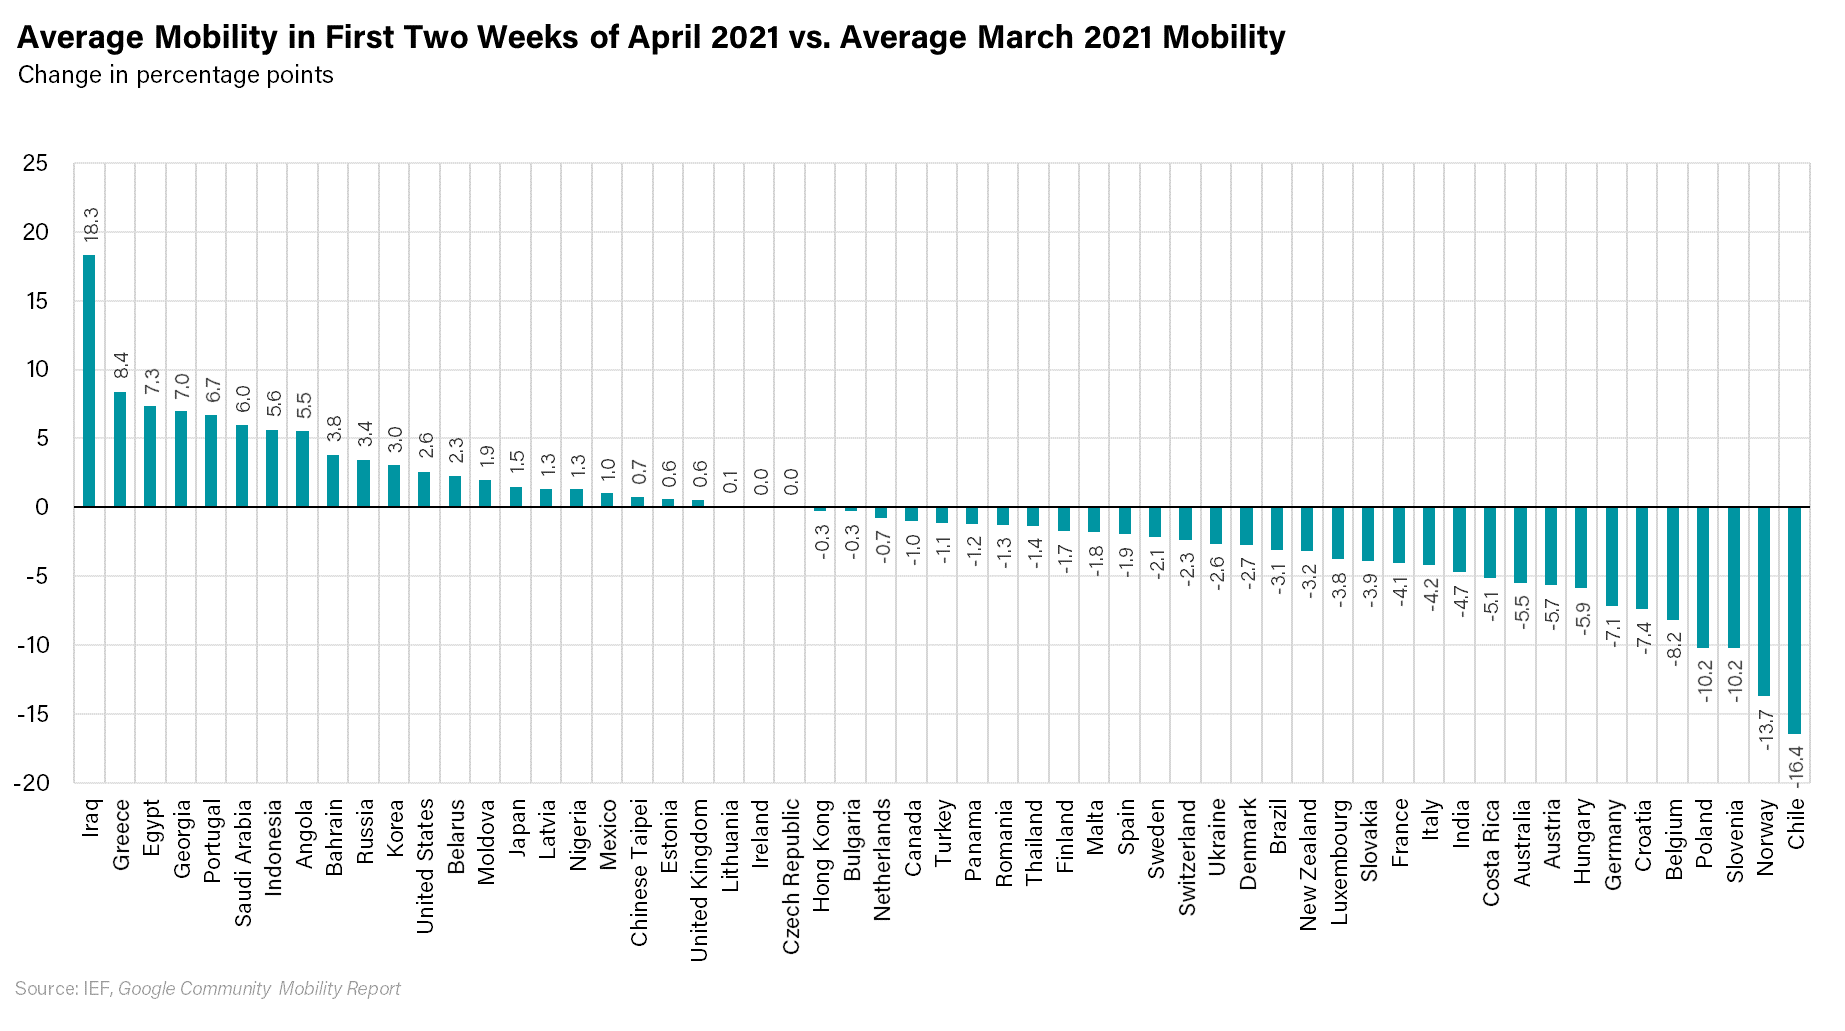 Average Mobility in First Two Weeks of April 2021 vs. Average March 2021 Mobility
Change in percentage points
25
20
15
10
5
0
-5
-10
-15
-20
18.3
8.4
7.3
7.0
6.7
6.0
5.6
5.5
3.8
3.4
3.0
2.6
2.3
1.9
1.5
1.3
1.3
1.0
0.7
0.6
0.6
0.1
0.0
0.0
-0.3
-0.3
-0.7
-1.0
-1.1
-1.2
-1.3
-1.4
-1.7
-1.8
-1.9
-2.1
-2.3
-2.6
-2.7
-3.1
-3.2
-3.8
-3.9
-4.1
-4.2
-4.7
-5.1
-5.5
-5.7
-5.9
-7.1
-7.4
-8.2
-10.2
-10.2
-13.7
-16.4
Iraq
Greece
Egypt
Georgia
Portugal
Saudi Arabia
Indonesia
Angola
Bahrain
Russia
Korea
United States
Belarus
Moldova
Japan
Latvia
Nigeria
Mexico
Chinese Taipei
Estonia
United Kingdom
Lithuania
Ireland
Czech Republic
Hong Kong
Bulgaria
Netherlands
Canada
Turkey
Panama
Romania
Thailand
Finland
Malta
Spain
Sweden
Switzerland
Ukraine
Denmark
Brazil
New Zealand
Luxembourg
Slovakia
France
Italy
India
Costa Rica
Australia
Austria
Hungary
Germany
Croatia
Belgium
Poland
Slovenia
Norway
Chile
Source: IEF, Google Community Mobility Report